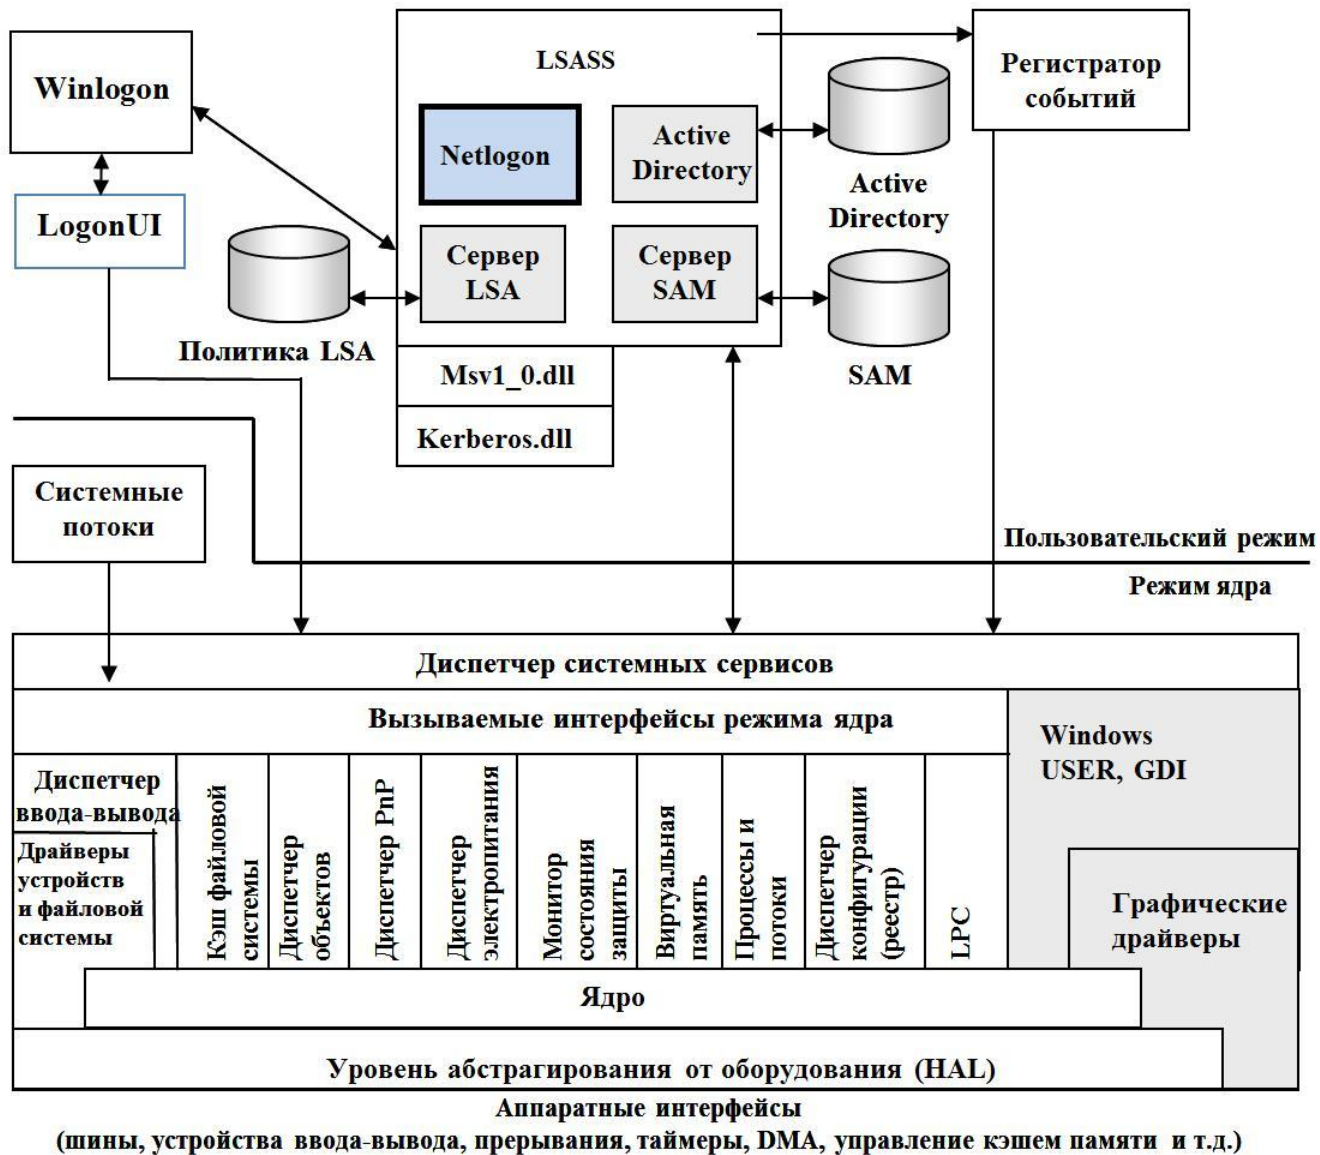 Winlogon
LogonUI
LSASS
Netlogon
Active
Directory
Сервер
LSA
Сервер
SAM
Регистратор
событий
Active
Directory
Политика LSA
SAM
Msv1_0.dll
Kerberos.dll
Системные
потоки
Пользовательский режим
Режим ядра
Диспетчер системных сервисов
Вызываемые интерфейсы режима ядра
Windows
USER, GDI
Диспетчер
ввода-вывода
Драйверы
устройств
и файловой
системы
Кэш файловой
системы
Диспетчер
объектов
Диспетчер PnP
Диспетчер
электропитания
Монитор
состояния
защиты
Виртуальная
память
Процессы и
потоки
Диспетчер
конфигурации
(реестр)
LPC
Графические
драйверы
Ядро
Уровень абстрагирования от оборудования (HAL)
Аппаратные интерфейсы
(шины, устройства ввода-вывода, прерывания, таймеры, DMA, управление кэшем памяти и т.д.)